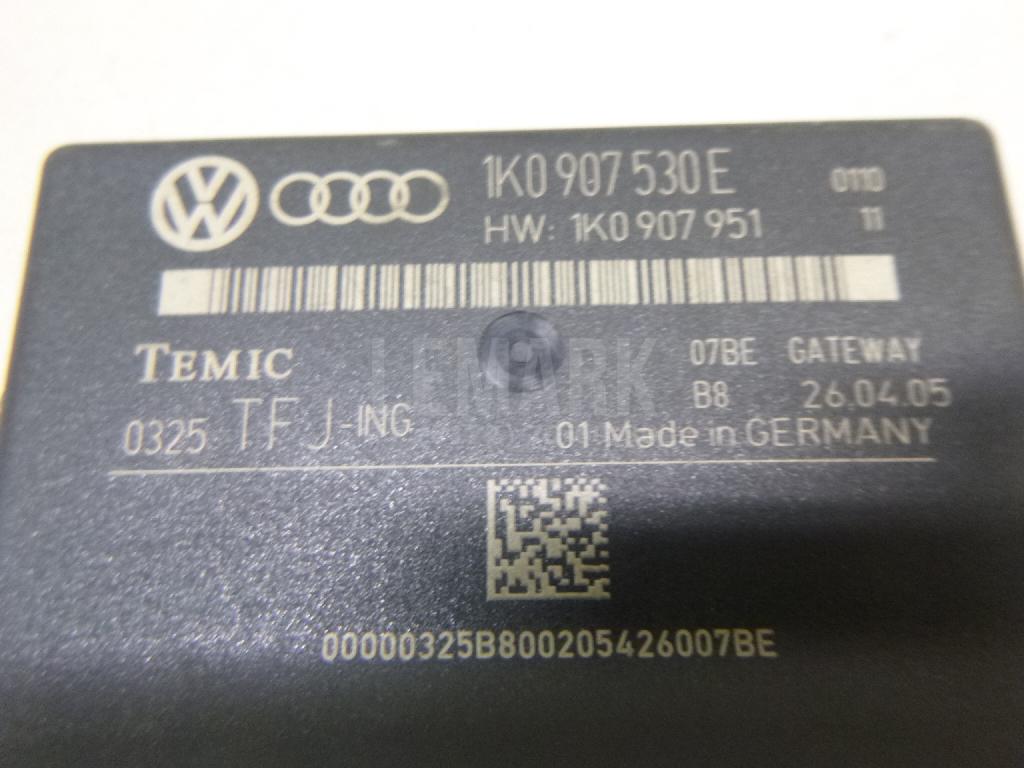 1K0 907 530 E 0110
HW: 1K0 907 951 11
TEMIC 07BE GATEWAY
B8 26.04.05
0325 TFJ-ING 01 Made in GERMANY
LEMARK
00000325B800205426007BE